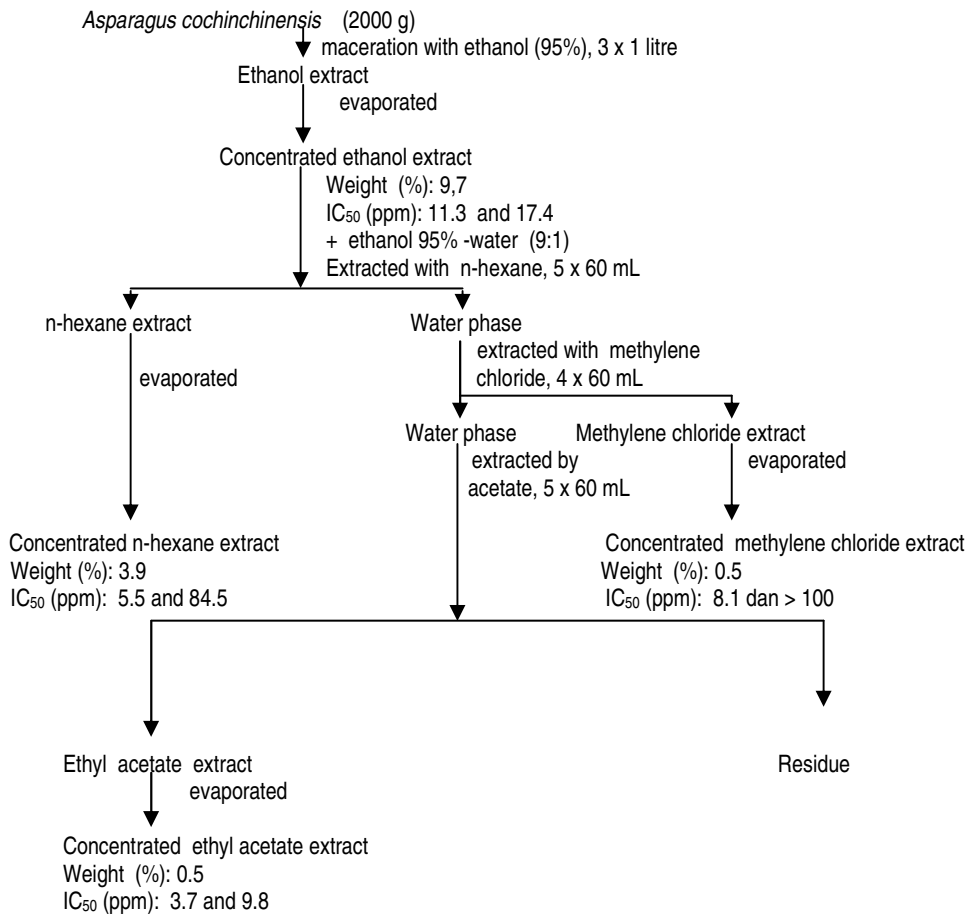 Asparagus cochinchinensis (2000 g)
maceration with ethanol (95%), 3 x 1 litre
Ethanol extract
evaporated
Concentrated ethanol extract
Weight (%): 9,7
IC50 (ppm): 11.3 and 17.4
+ ethanol 95% -water (9:1)
Extracted with n-hexane, 5 x 60 mL
n-hexane extract
Water phase
evaporated
extracted with methylene
chloride, 4 x 60 mL
Water phase
Methylene chloride extract
extracted by
acetate, 5 x 60 mL
evaporated
Concentrated n-hexane extract
Weight (%): 3.9
IC50 (ppm): 5.5 and 84.5
Concentrated methylene chloride extract
Weight (%): 0.5
IC50 (ppm): 8.1 dan > 100
Ethyl acetate extract
Residue
evaporated
Concentrated ethyl acetate extract
Weight (%): 0.5
IC50 (ppm): 3.7 and 9.8